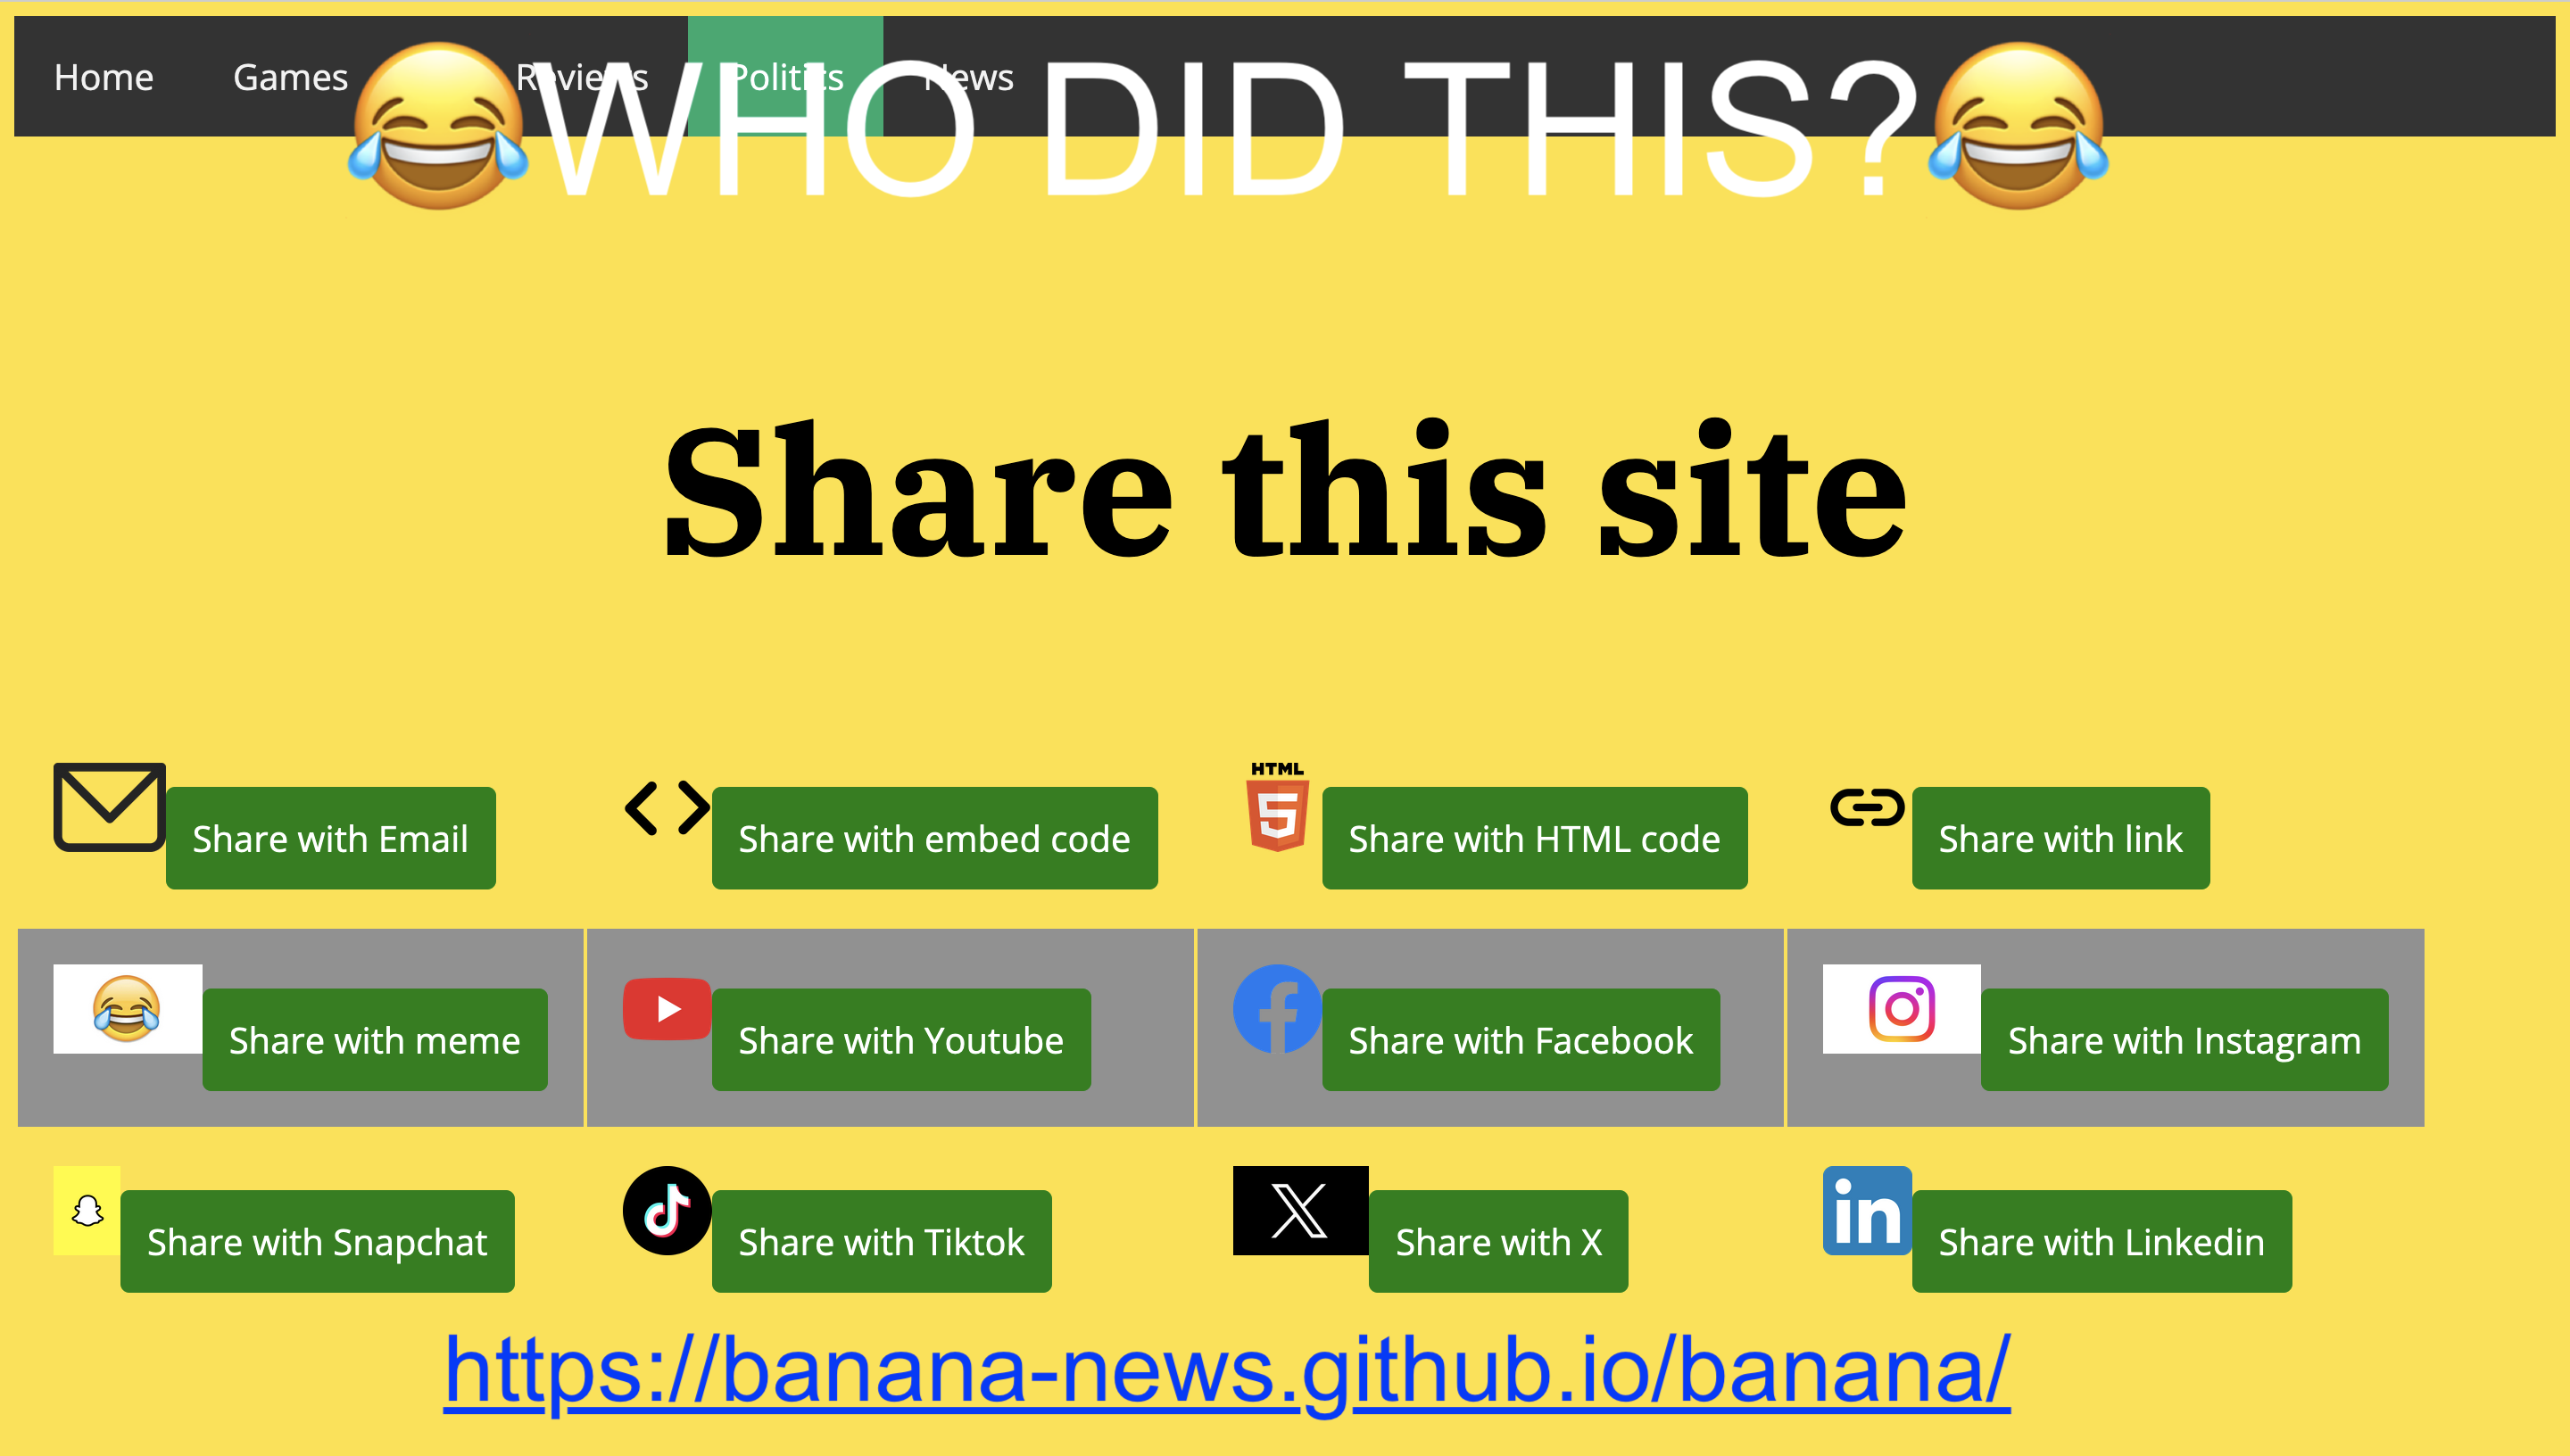 Home Games Reviews Politics News
😂WHO DID THIS?😂
Share this site
Share with Email
Share with embed code
HTML
5
Share with HTML code
Share with link
Share with meme
Share with Youtube
Share with Facebook
Share with Instagram
Share with Snapchat
Share with Tiktok
Share with X
in
Share with Linkedin
https://banana-news.github.io/banana/